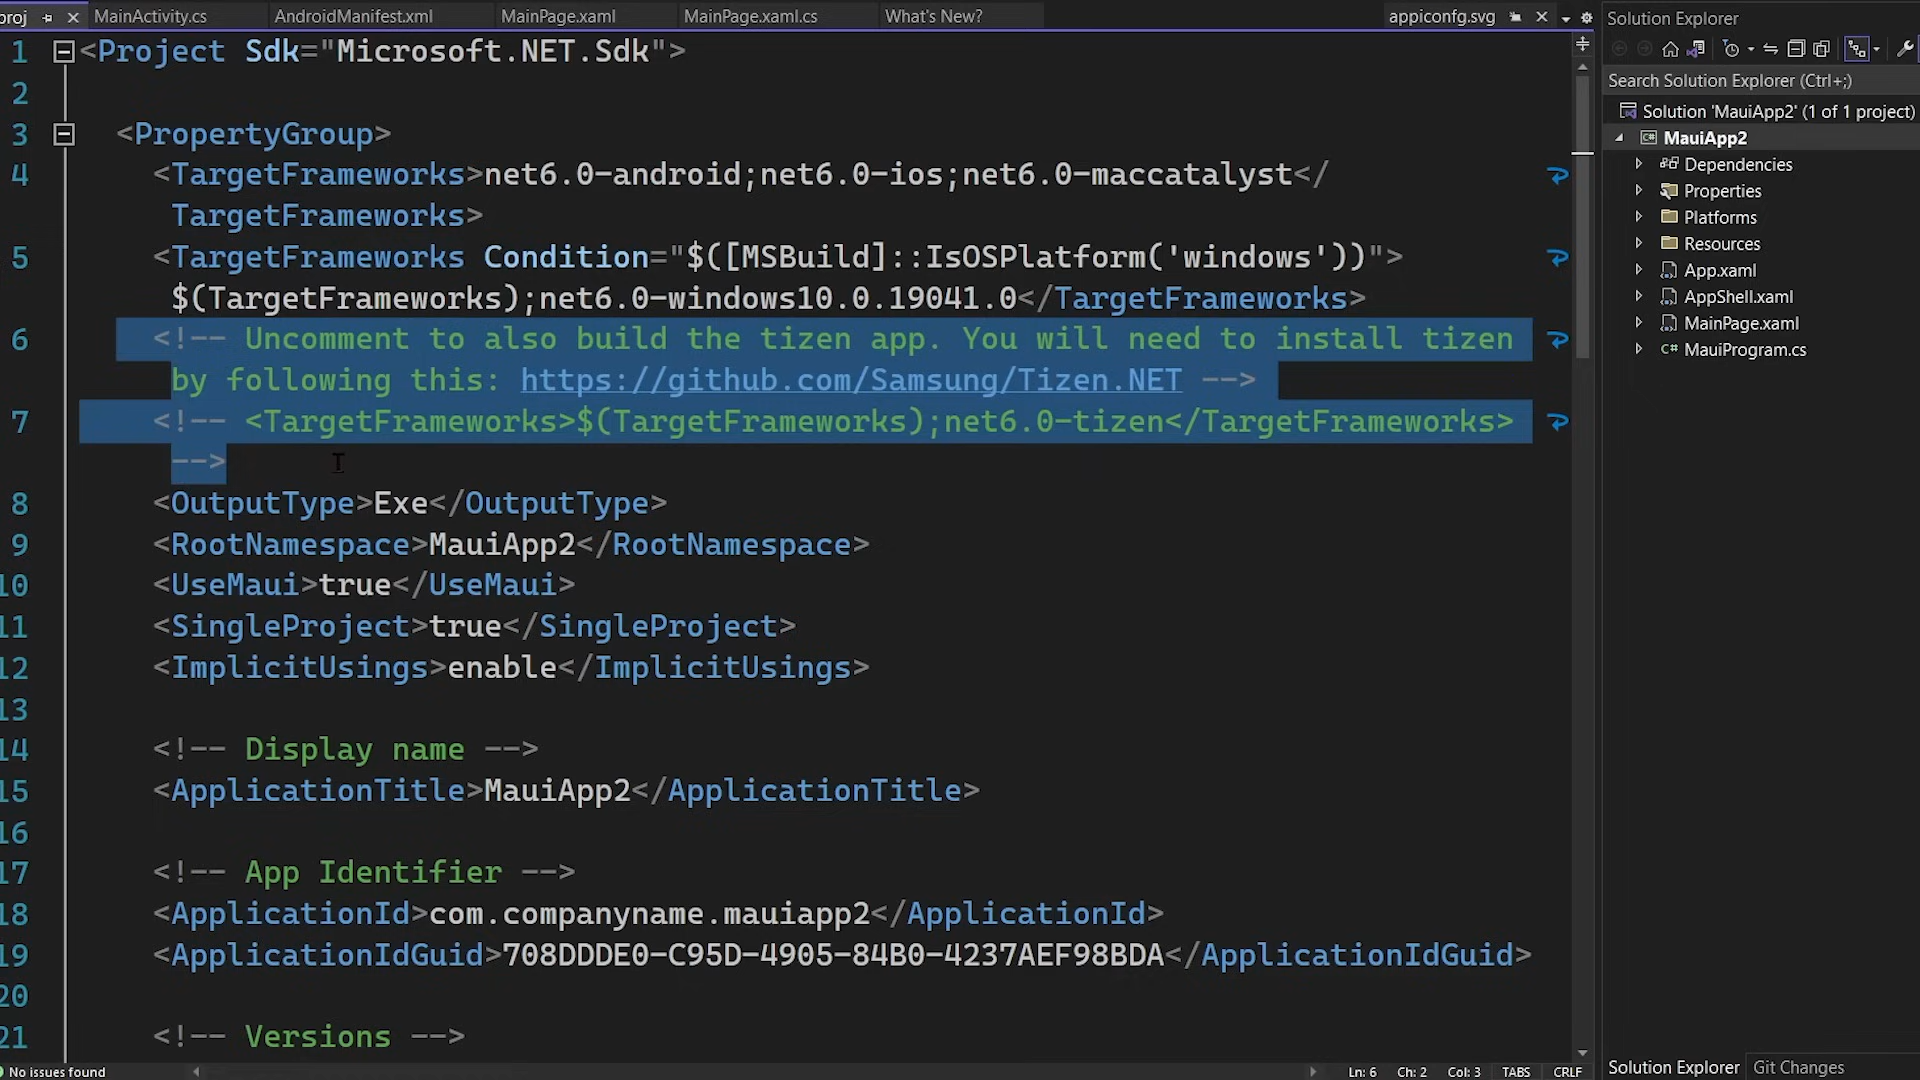 roj MainActivity.cs AndroidManifest.xml MainPage.xaml MainPage.xaml.cs What's New? appiconfg.svg
1 <Project Sdk="Microsoft.NET.Sdk">
2
3 <PropertyGroup>
4 <TargetFrameworks>net6.0-android;net6.0-ios;net6.0-maccatalyst</
TargetFrameworks>
5 <TargetFrameworks Condition="$([MSBuild]::IsOSPlatform('windows'))">
$(TargetFrameworks);net6.0-windows10.0.19041.0</TargetFrameworks>
6 <!-- Uncomment to also build the tizen app. You will need to install tizen
by following this: https://github.com/Samsung/Tizen.NET -->
7 <!-- <TargetFrameworks>$(TargetFrameworks);net6.0-tizen</TargetFrameworks>
-->
8 <OutputType>Exe</OutputType>
9 <RootNamespace>MauiApp2</RootNamespace>
10 <UseMaui>true</UseMaui>
11 <SingleProject>true</SingleProject>
12 <ImplicitUsings>enable</ImplicitUsings>
13
14 <!-- Display name -->
15 <ApplicationTitle>MauiApp2</ApplicationTitle>
16
17 <!-- App Identifier -->
18 <ApplicationId>com.companyname.mauiapp2</ApplicationId>
19 <ApplicationIdGuid>708DDDE0-C95D-4905-84B0-4237AEF98BDA</ApplicationIdGuid>
20
21 <!-- Versions -->
No issues found Ln: 6 Ch: 2 Col: 3 TABS CRLF
Solution Explorer
Search Solution Explorer (Ctrl+;)
Solution 'MauiApp2' (1 of 1 project)
C# MauiApp2
Dependencies
Properties
Platforms
Resources
App.xaml
AppShell.xaml
MainPage.xaml
C# MauiProgram.cs
Solution Explorer Git Changes